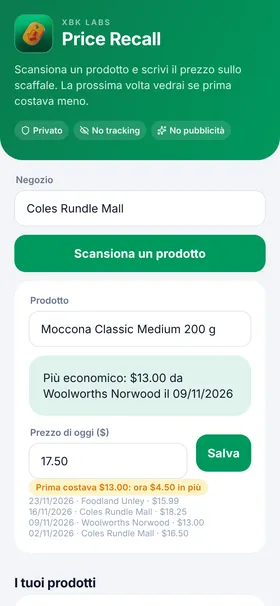 XBK LABS
Price Recall
Scansiona un prodotto e scrivi il prezzo sullo
scaffale. La prossima volta vedrai se prima
costava meno.
Privato
No tracking
No pubblicità
Negozio
Coles Rundle Mall
Scansiona un prodotto
Prodotto
Moccona Classic Medium 200 g
Più economico: $13.00 da
Woolworths Norwood il 09/11/2026
Prezzo di oggi ($)
17.50
Salva
Prima costava $13.00: ora $4.50 in più
23/11/2026 · Foodland Unley · $15.99
16/11/2026 · Coles Rundle Mall · $18.25
09/11/2026 · Woolworths Norwood · $13.00
02/11/2026 · Coles Rundle Mall · $16.50
I tuoi prodotti